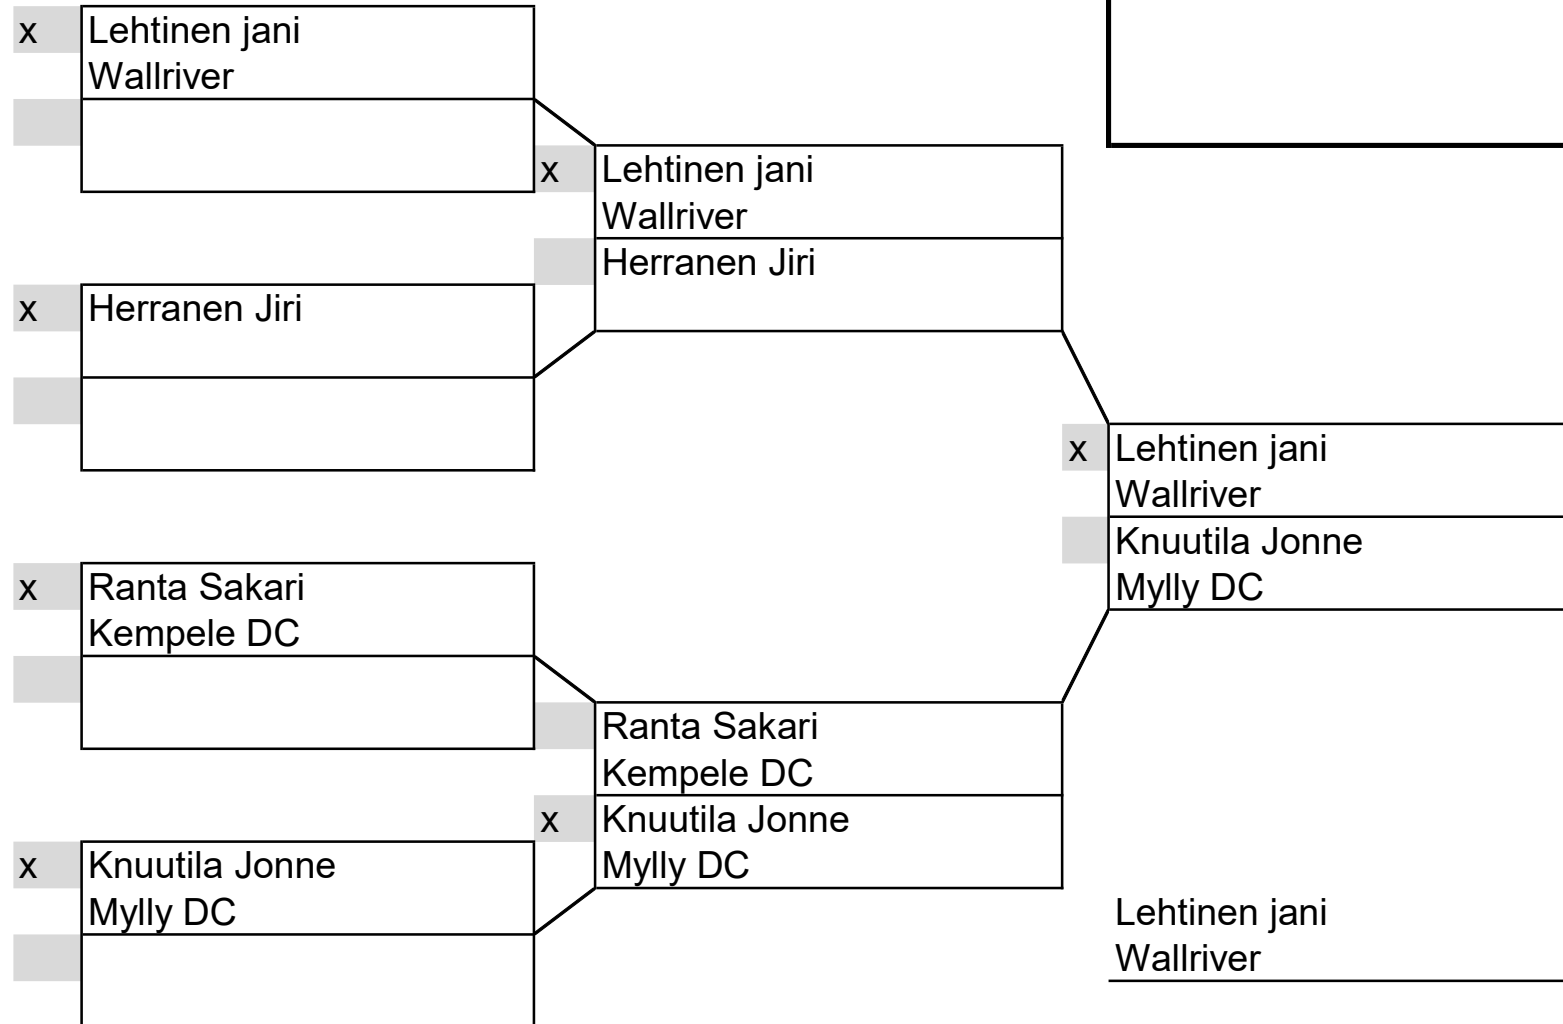 x Lehtinen jani
Wallriver
x Herranen Jiri
x Ranta Sakari
Kempele DC
x Knuutila Jonne
Mylly DC
x Lehtinen jani
Wallriver
Herranen Jiri
Ranta Sakari
Kempele DC
x Knuutila Jonne
Mylly DC
x Lehtinen jani
Wallriver
Knuutila Jonne
Mylly DC
Lehtinen jani
Wallriver